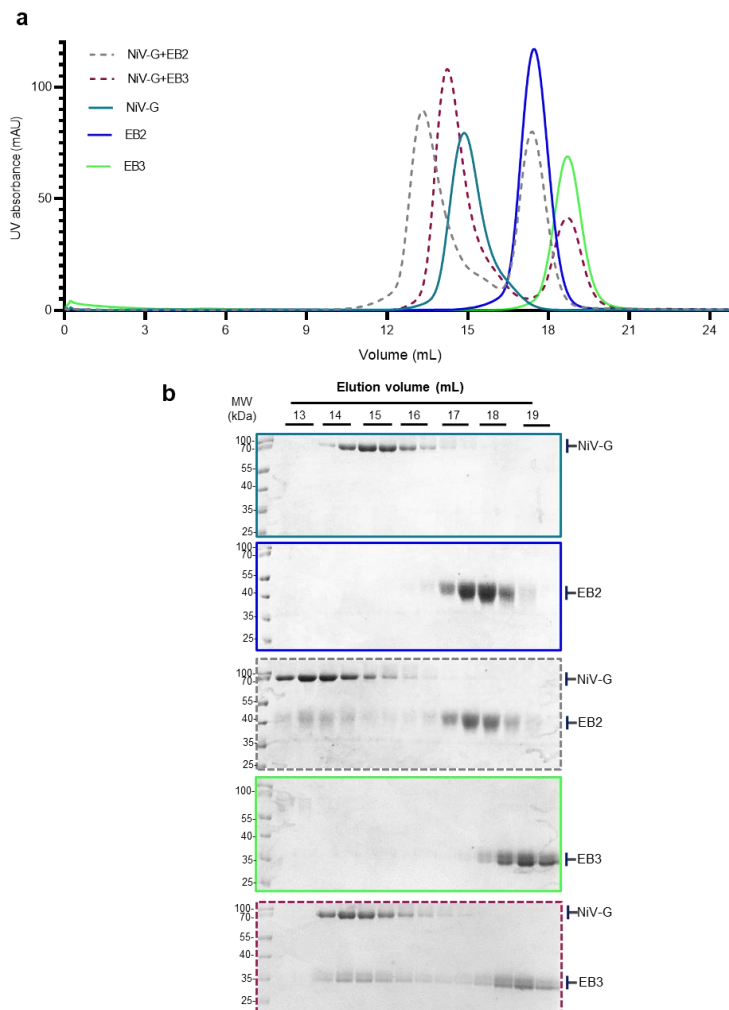 a
NiV-G+EB2
NiV-G+EB3
NiV-G
EB2
EB3
UV absorbance (mAU)
100
50
0
0 3 6 9 12 15 18 21 24
Volume (mL)
b
Elution volume (mL)
MW
(kDa)
13 14 15 16 17 18 19
100-
70-
55-
40-
35-
25-
NiV-G
100-
70-
55-
40-
35-
25-
EB2
100-
70-
55-
40-
35-
25-
NiV-G
EB2
100-
55-
40-
35-
25-
EB3
100-
70-
55-
40-
35-
25-
NiV-G
EB3